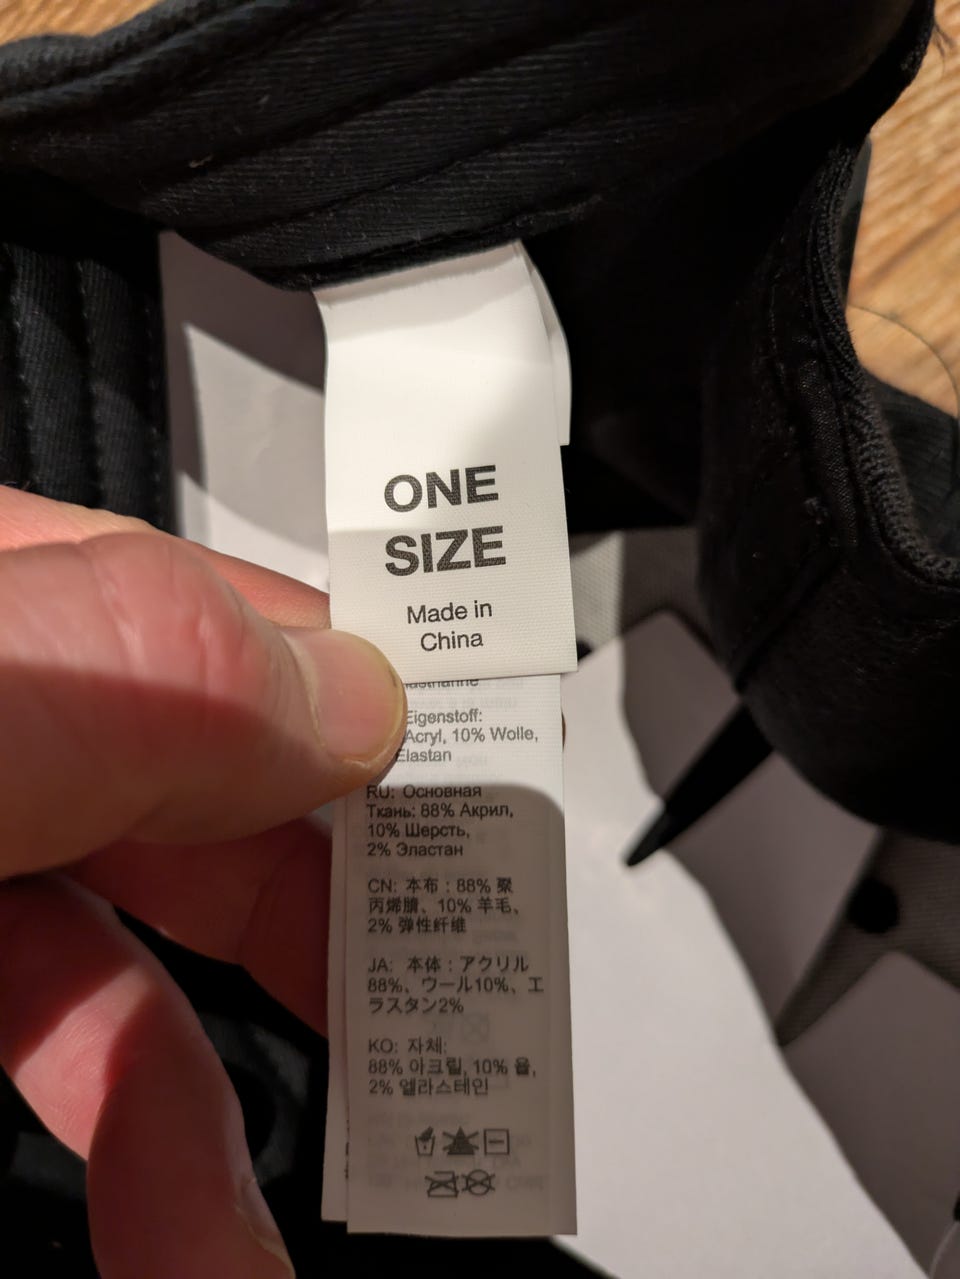 ONE
SIZE
Made in
China
Eigenstoff:
Acryl, 10% Wolle,
Elastan
RU: Основная
Ткань: 88% Акрил,
10% Шерсть,
2% Эластан
CN: 本布：88% 聚
丙烯腈、10% 羊毛、
2% 弹性纤维
JA: 本体：アクリル
88%、ウール10%、エ
ラスタン2%
KO: 자체:
88% 아크릴, 10% 울,
2% 엘라스테인